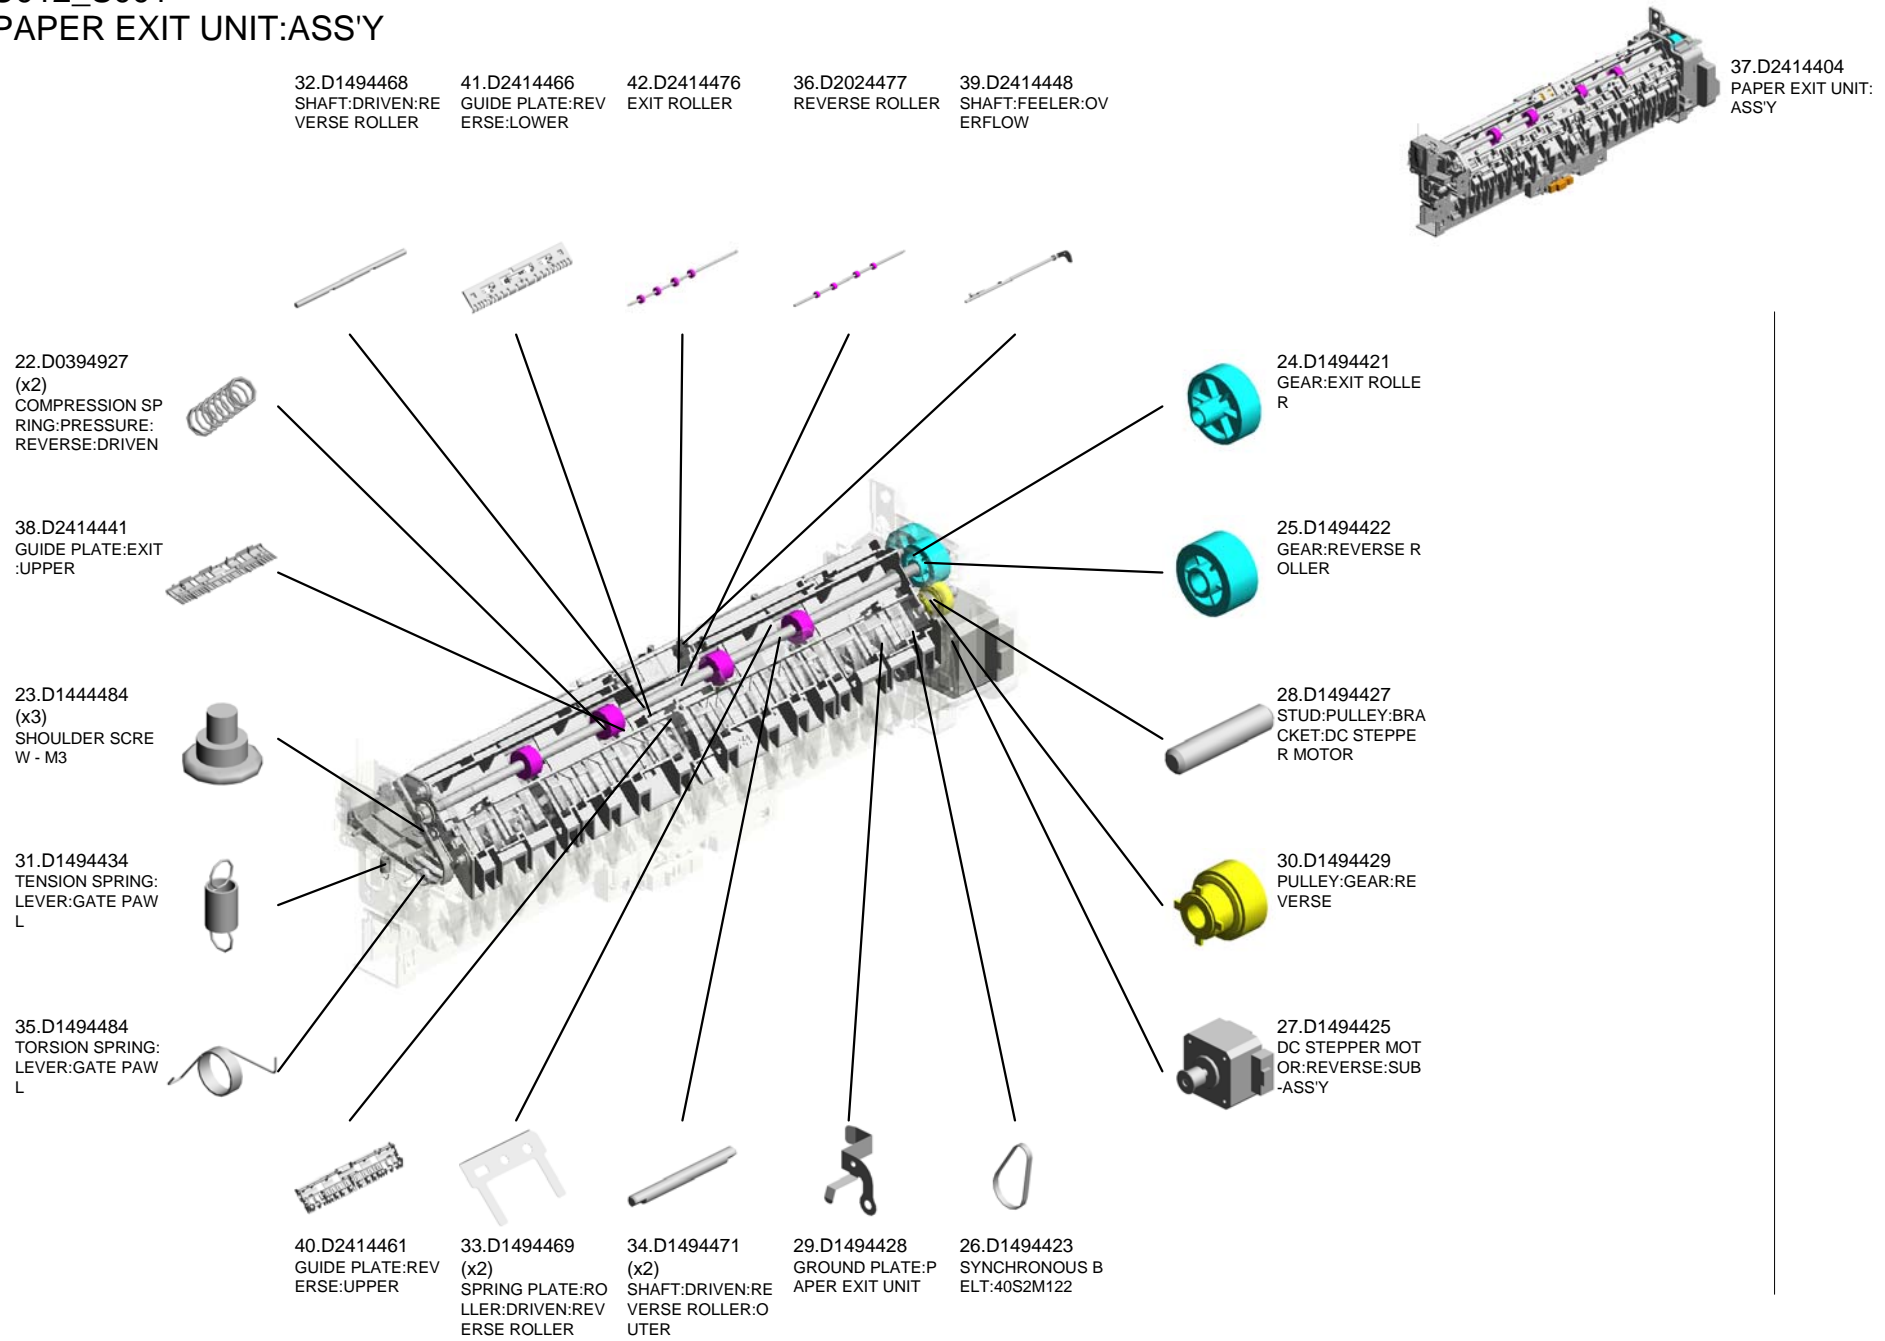 PAPER EXIT UNIT:ASS'Y
32.D1494468
SHAFT:DRIVEN:RE
VERSE ROLLER
41.D2414466
GUIDE PLATE:REV
ERSE:LOWER
42.D2414476
EXIT ROLLER
36.D2024477
REVERSE ROLLER
39.D2414448
SHAFT:FEELER:OV
ERFLOW
37.D2414404
PAPER EXIT UNIT:
ASS'Y
22.D0394927
(x2)
COMPRESSION SP
RING:PRESSURE:
REVERSE:DRIVEN
24.D1494421
GEAR:EXIT ROLLE
R
38.D2414441
GUIDE PLATE:EXIT
:UPPER
25.D1494422
GEAR:REVERSE R
OLLER
23.D1444484
(x3)
SHOULDER SCRE
W - M3
28.D1494427
STUD:PULLEY:BRA
CKET:DC STEPPE
R MOTOR
31.D1494434
TENSION SPRING:
LEVER:GATE PAW
L
30.D1494429
PULLEY:GEAR:RE
VERSE
35.D1494484
TORSION SPRING:
LEVER:GATE PAW
L
27.D1494425
DC STEPPER MOT
OR:REVERSE:SUB
-ASS'Y
40.D2414461
GUIDE PLATE:REV
ERSE:UPPER
33.D1494469
(x2)
SPRING PLATE:RO
LLER:DRIVEN:REV
ERSE ROLLER
34.D1494471
(x2)
SHAFT:DRIVEN:RE
VERSE ROLLER:O
UTER
29.D1494428
GROUND PLATE:P
APER EXIT UNIT
26.D1494423
SYNCHRONOUS B
ELT:40S2M122